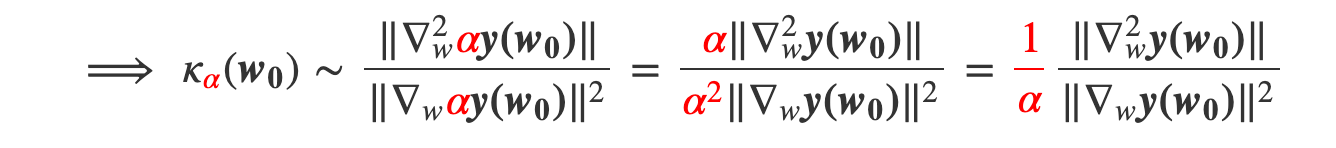 ⟹ κ_α(w₀) ∼ ‖∇²_w αy(w₀)‖ / ‖∇_w αy(w₀)‖² = α‖∇²_w y(w₀)‖ / α²‖∇_w y(w₀)‖² = 1/α ‖∇²_w y(w₀)‖ / ‖∇_w y(w₀)‖²